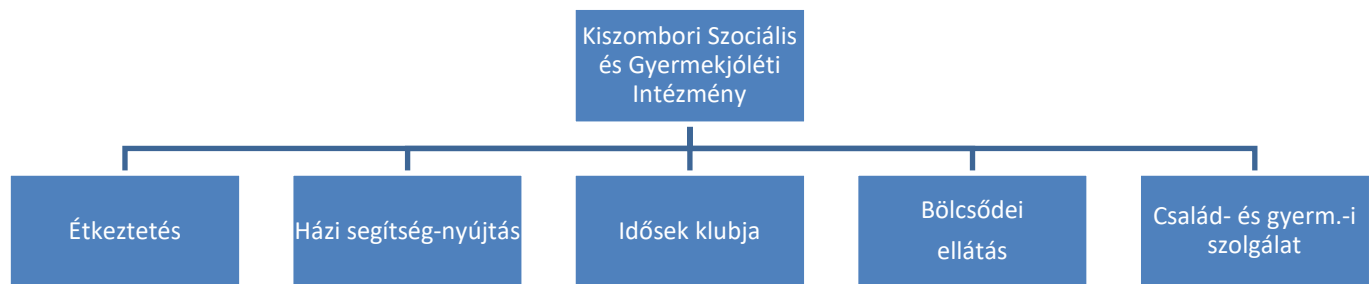 Kiszombori Szociális
és Gyermekjóléti
Intézmény
Étkeztetés
Házi segítség-nyújtás
Idősek klubja
Bölcsődei
ellátás
Család- és gyerm.-i
szolgálat